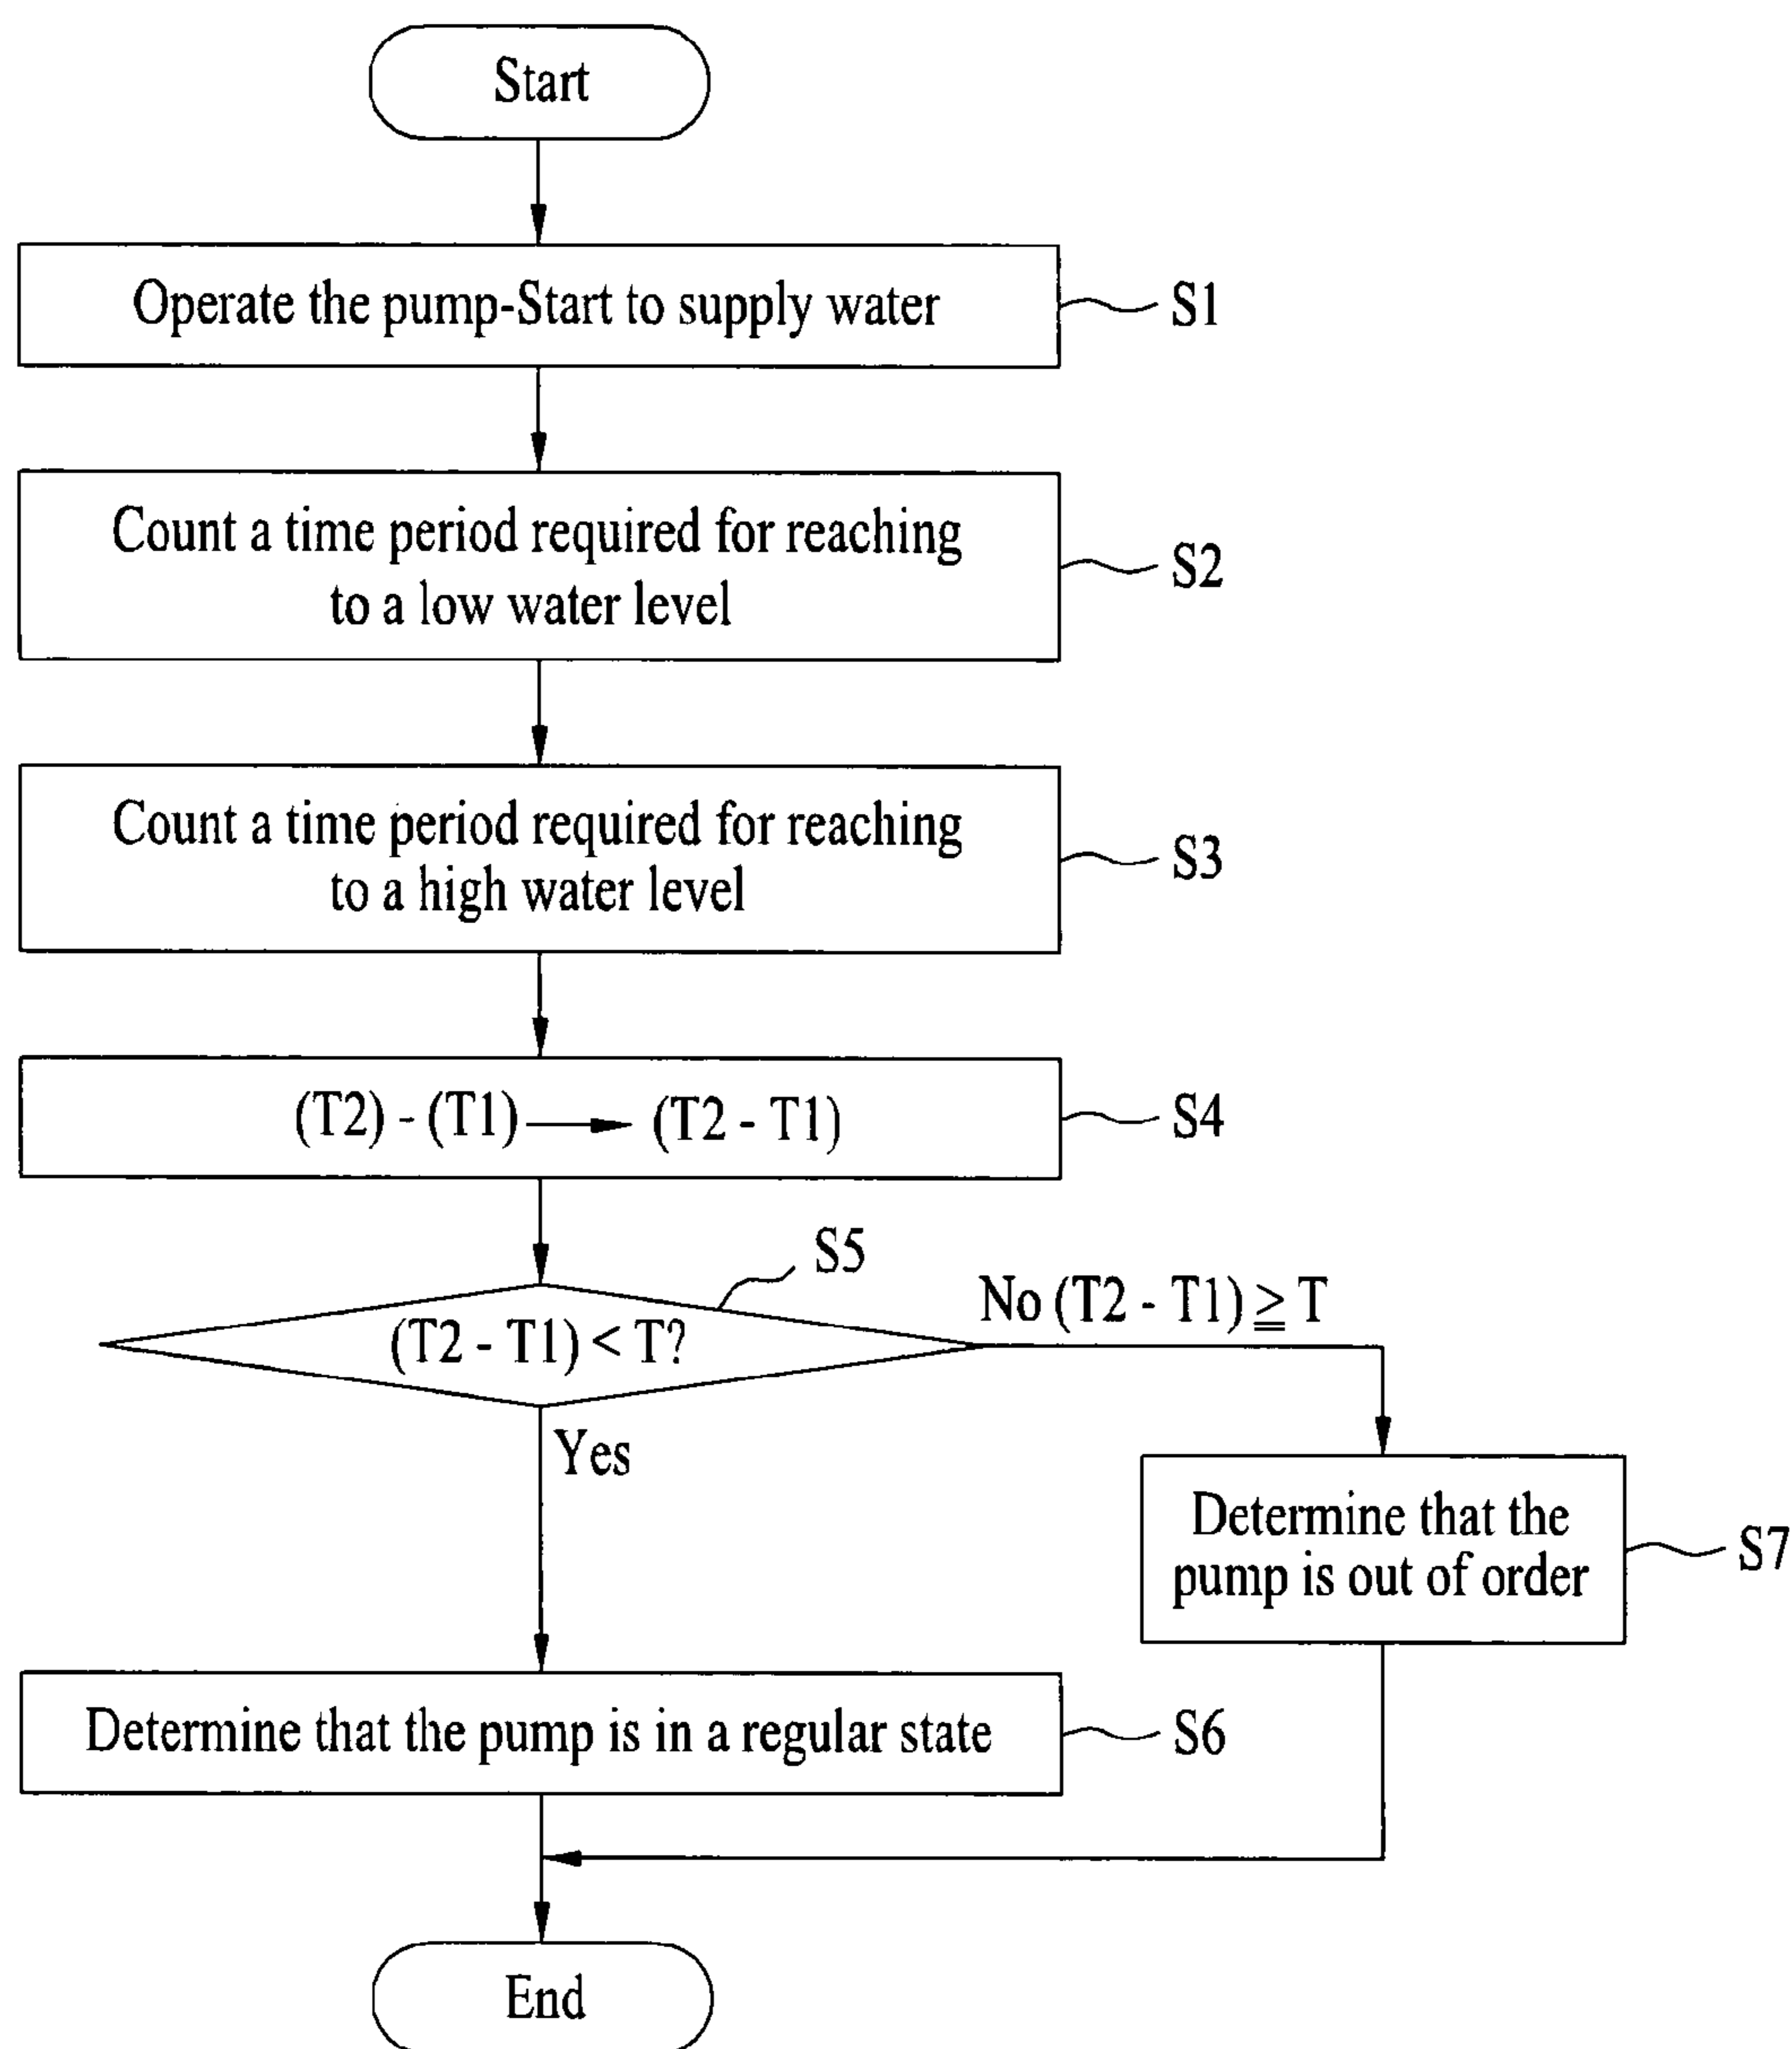 Start
Operate the pump-Start to supply water
S1
Count a time period required for reaching
to a low water level
S2
Count a time period required for reaching
to a high water level
S3
(T2) - (T1) → (T2 - T1)
S4
S5
(T2 - T1) < T?
No (T2 - T1) ≧ T
Yes
Determine that the
pump is out of order
S7
Determine that the pump is in a regular state
S6
End